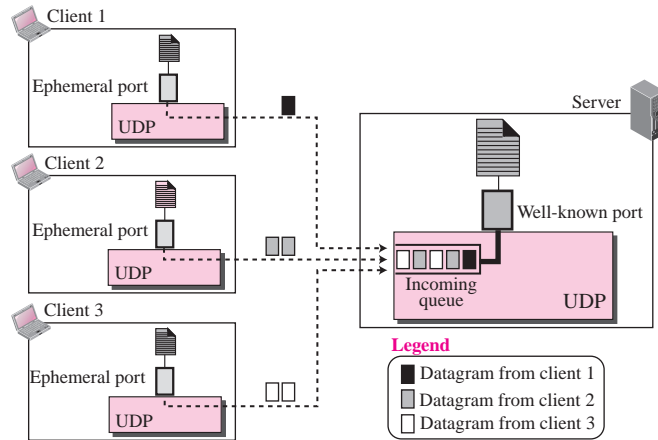 Client 1
Ephemeral port
UDP
Client 2
Ephemeral port
UDP
Client 3
Ephemeral port
UDP
Server
Well-known port
Incoming
queue
UDP
Legend
Datagram from client 1
Datagram from client 2
Datagram from client 3